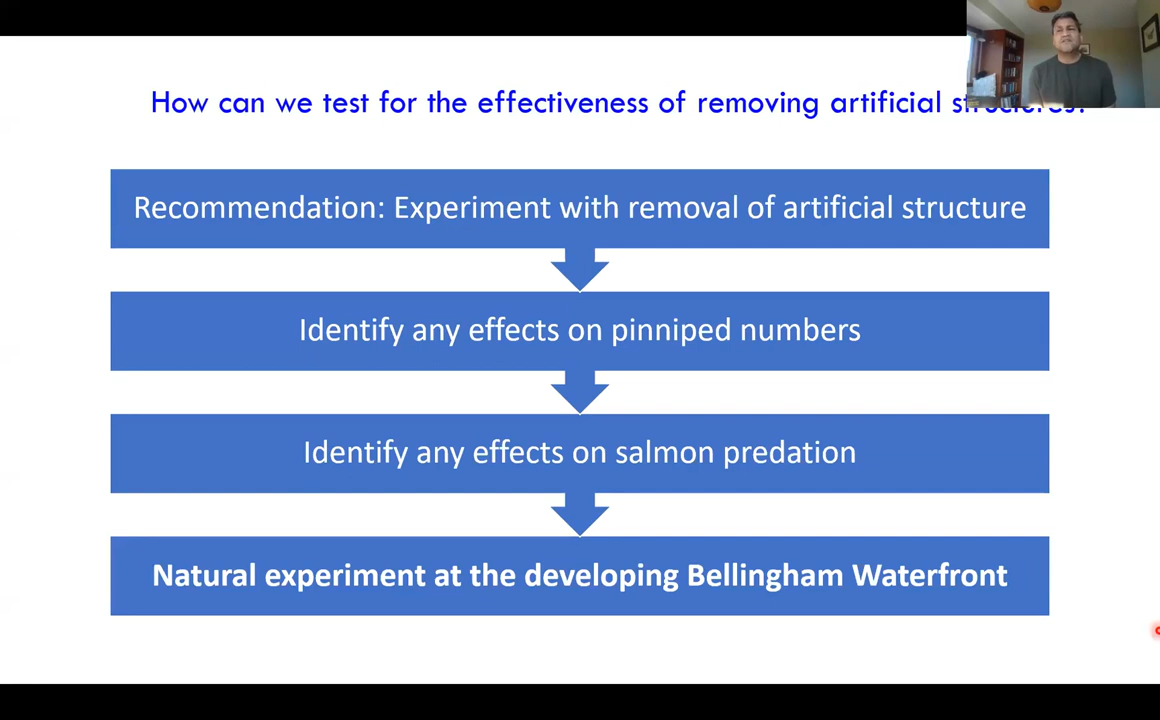 How can we test for the effectiveness of removing artificial
Recommendation: Experiment with removal of artificial structure
Identify any effects on pinniped numbers
Identify any effects on salmon predation
Natural experiment at the developing Bellingham Waterfront